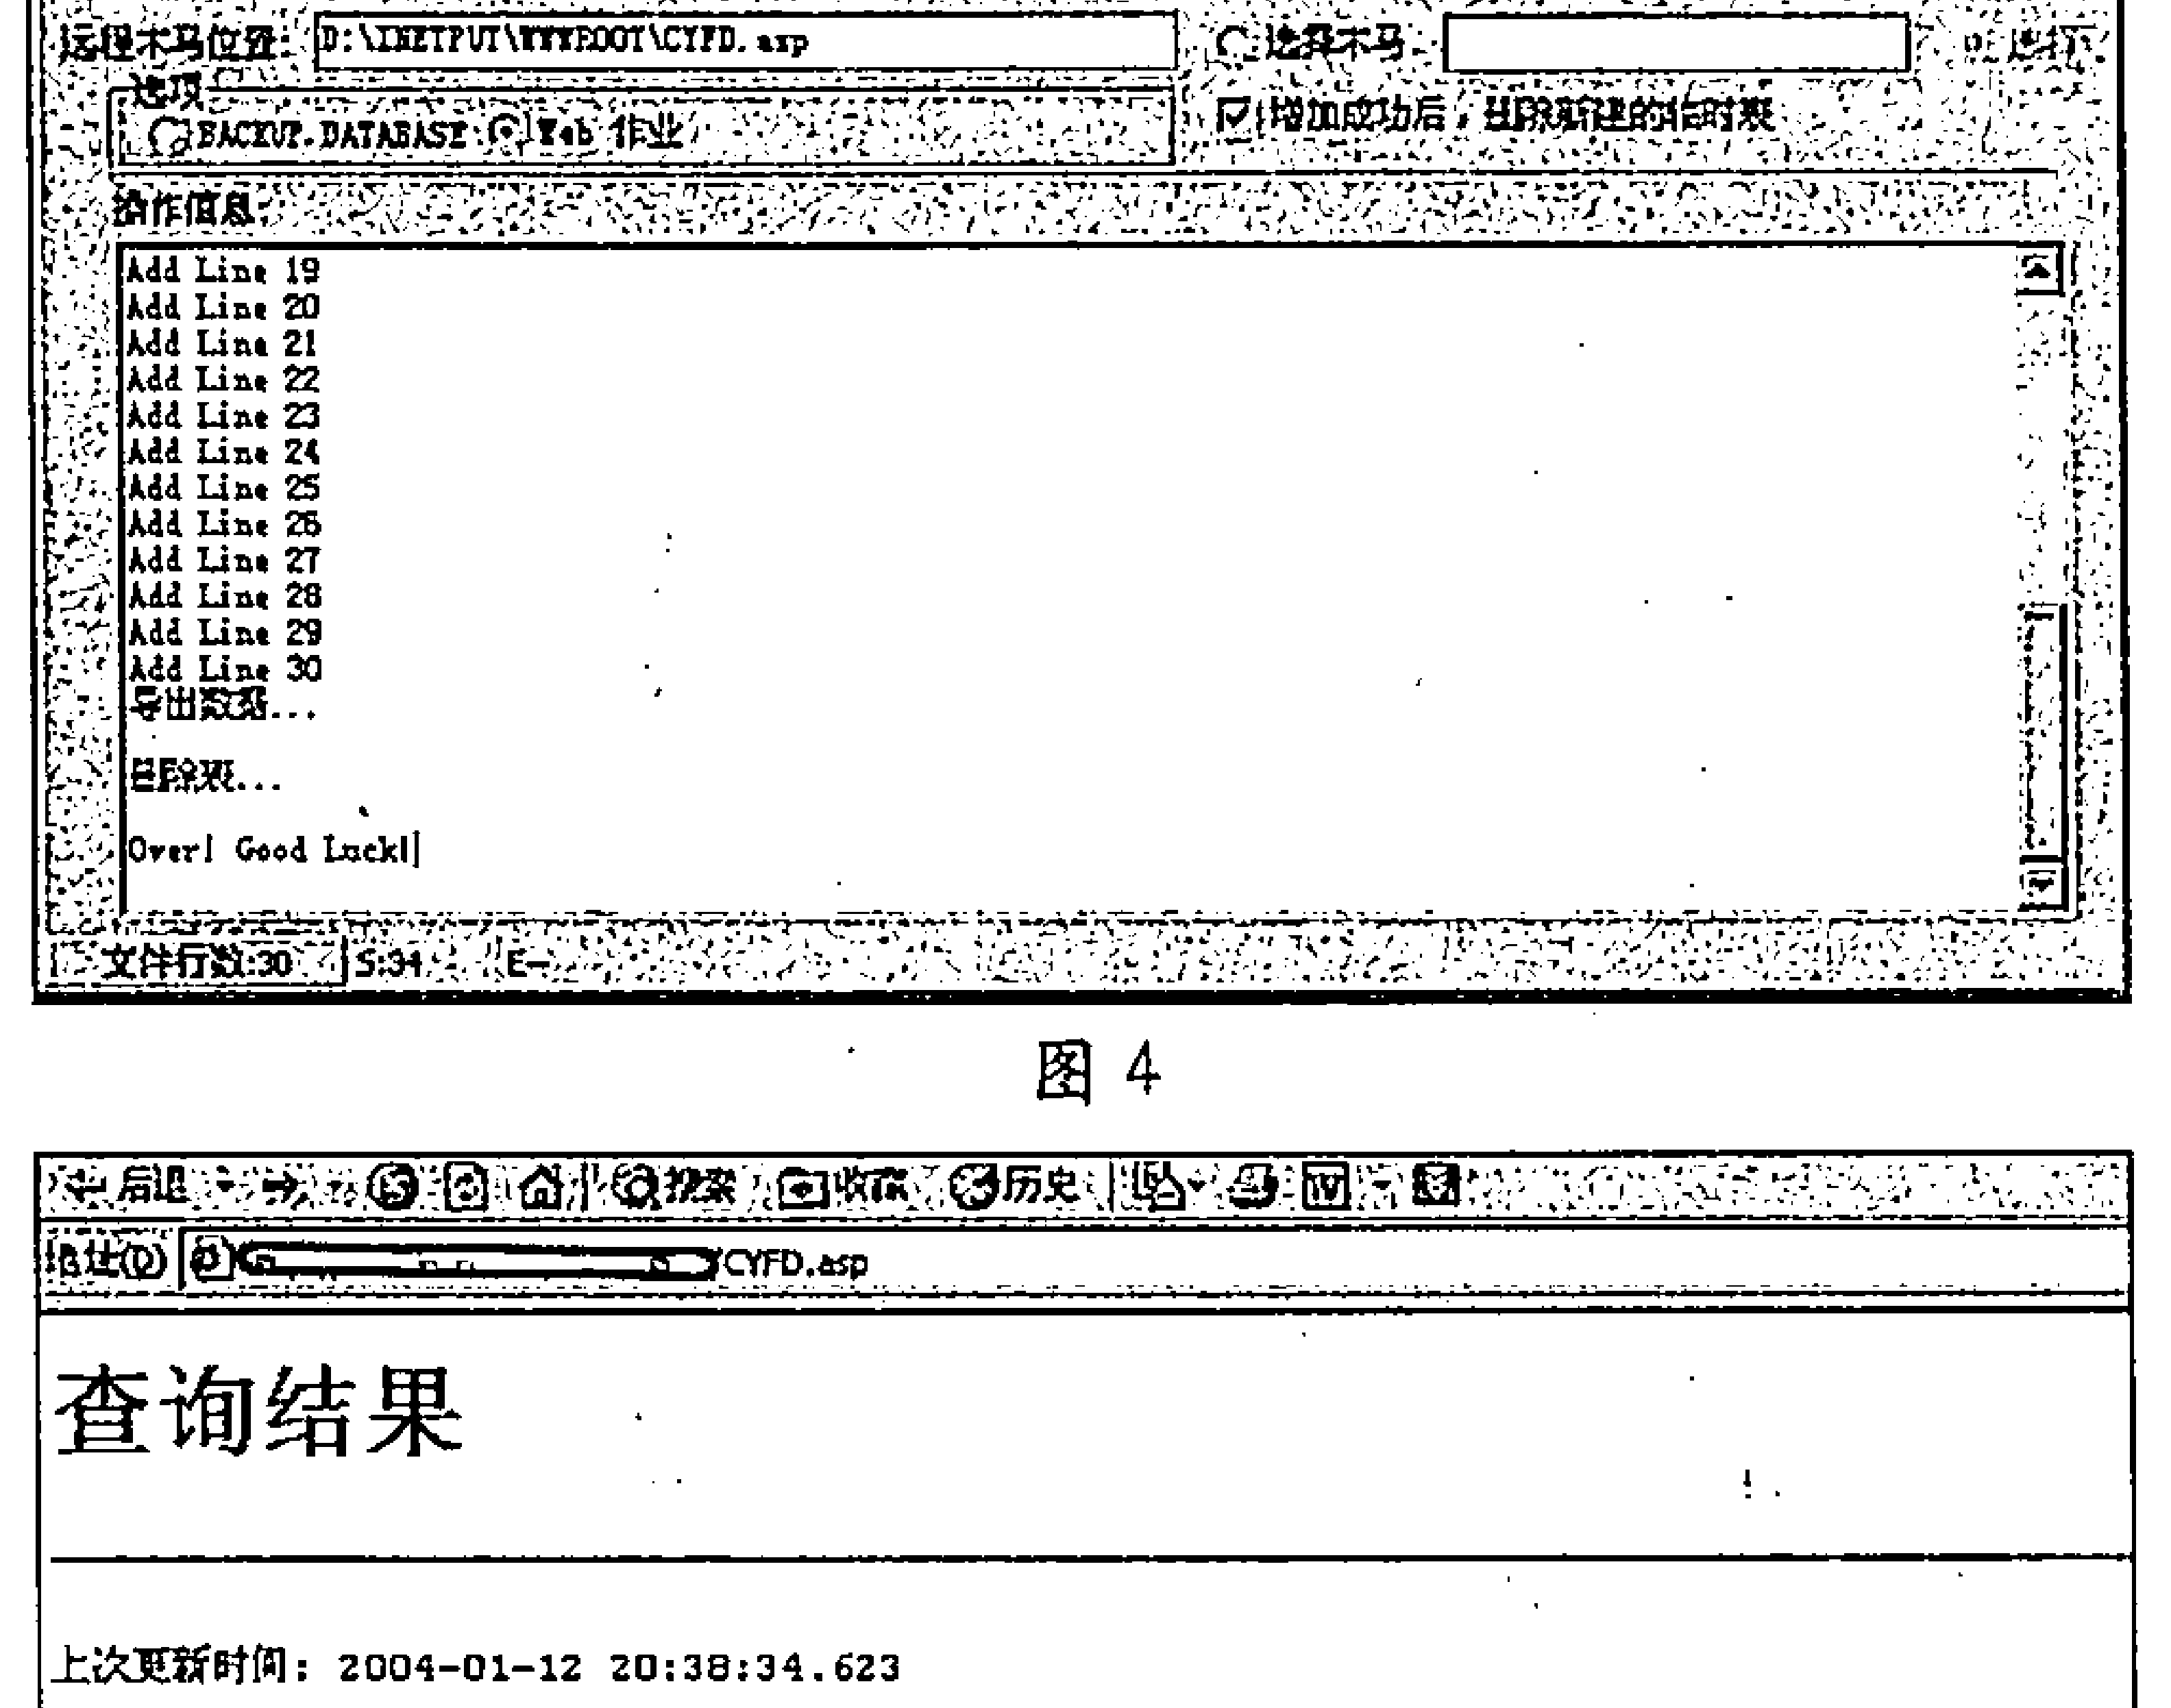 远程木马位置: D:\INETPUT\WWWROOT\CYFD.asp 选择木马:
选项
BACKUP.DATABASE Web 作业 增加成功后，删除新建的临时表
操作信息
Add Line 19
Add Line 20
Add Line 21
Add Line 22
Add Line 23
Add Line 24
Add Line 25
Add Line 26
Add Line 27
Add Line 28
Add Line 29
Add Line 30
导出数据...
删除表...
Over! Good Luck!
文件行数:30 S:34 E—
图 4
后退 搜索 收藏 历史
地址(D) CYFD.asp
查询结果
上次更新时间: 2004-01-12 20:38:34.623